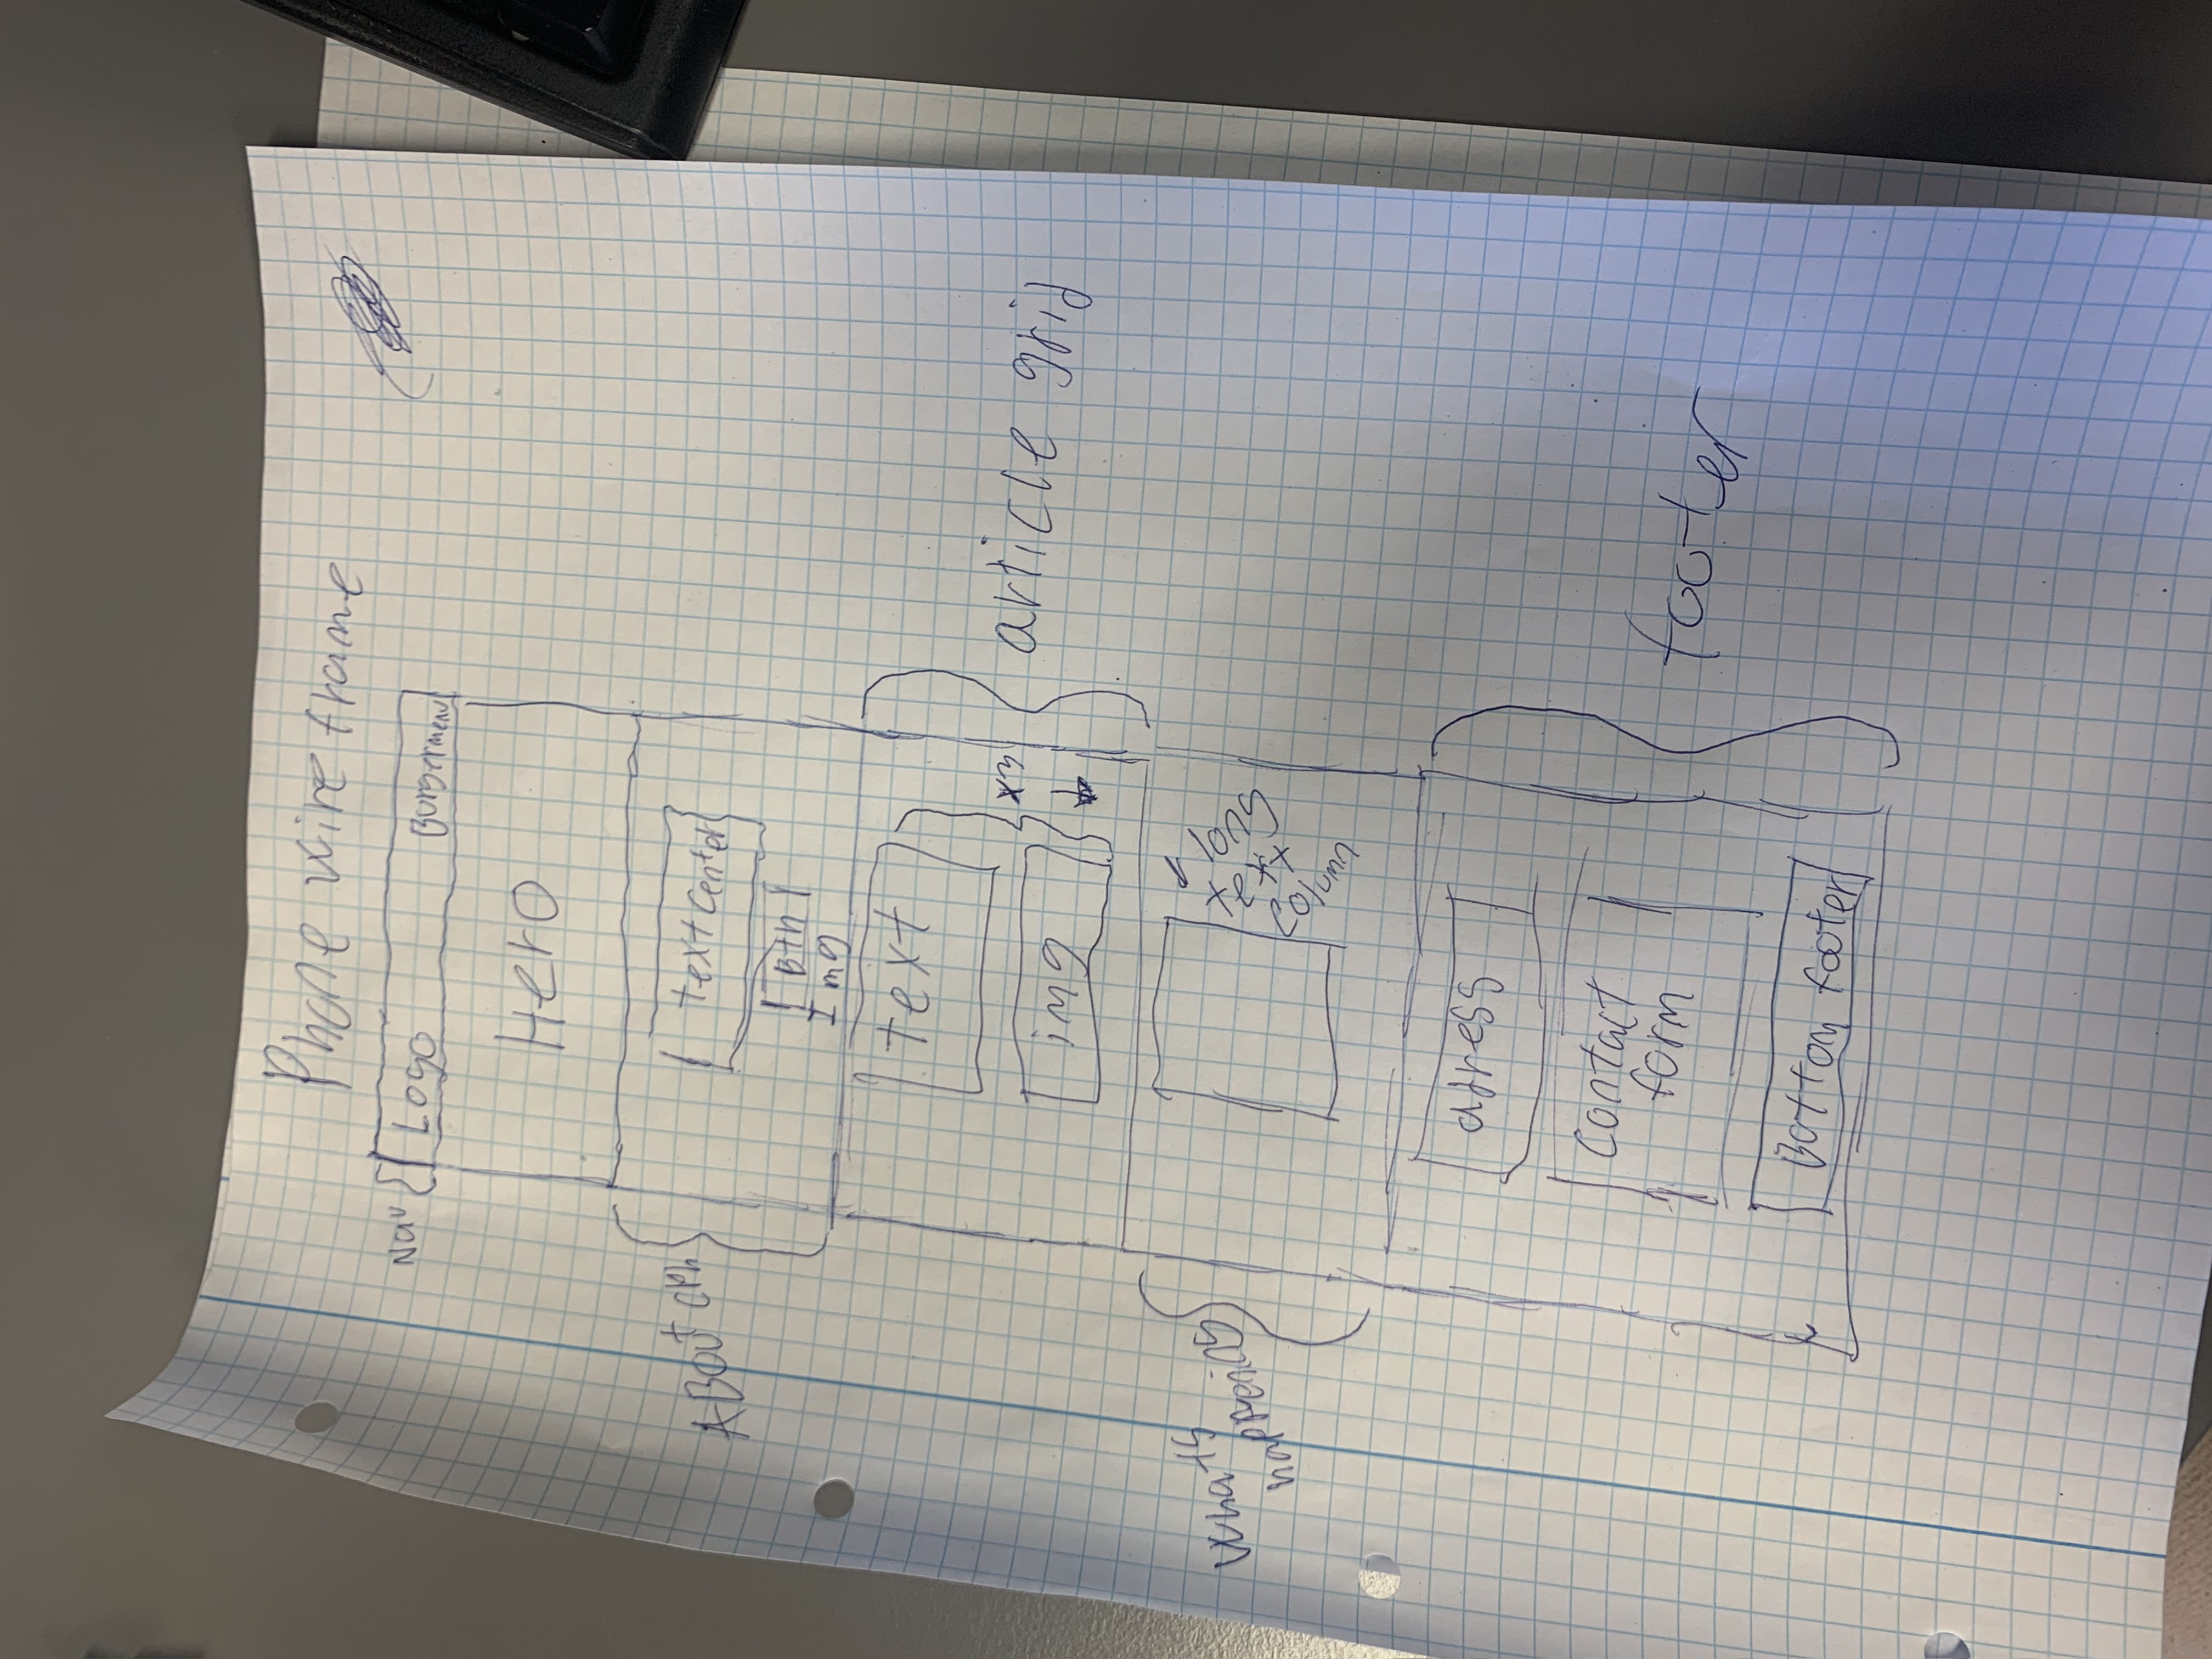 Phone wire frame
Nav
Logo
Burgermenu
Hero
ABOut cph
text center
Btn
Img
text
img
x3
article grid
Whats
happening
long
text
Column
adress
Contact
form
Bottom footer
footer